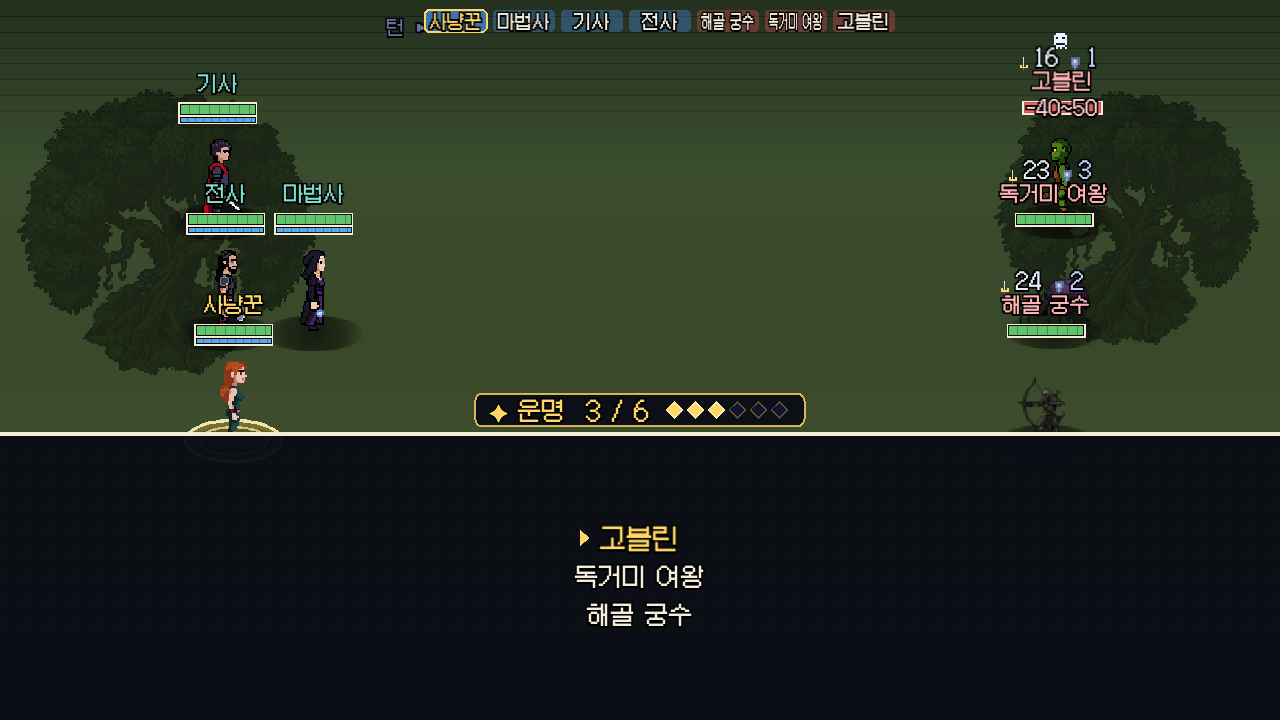 턴 사냥꾼 마법사 기사 전사 해골 궁수 독거미 여왕 고블린
16 1
고블린
-40~50
기사
23 3
전사 마법사
독거미 여왕
24 2
사냥꾼
해골 궁수
운명 3 / 6
고블린
독거미 여왕
해골 궁수